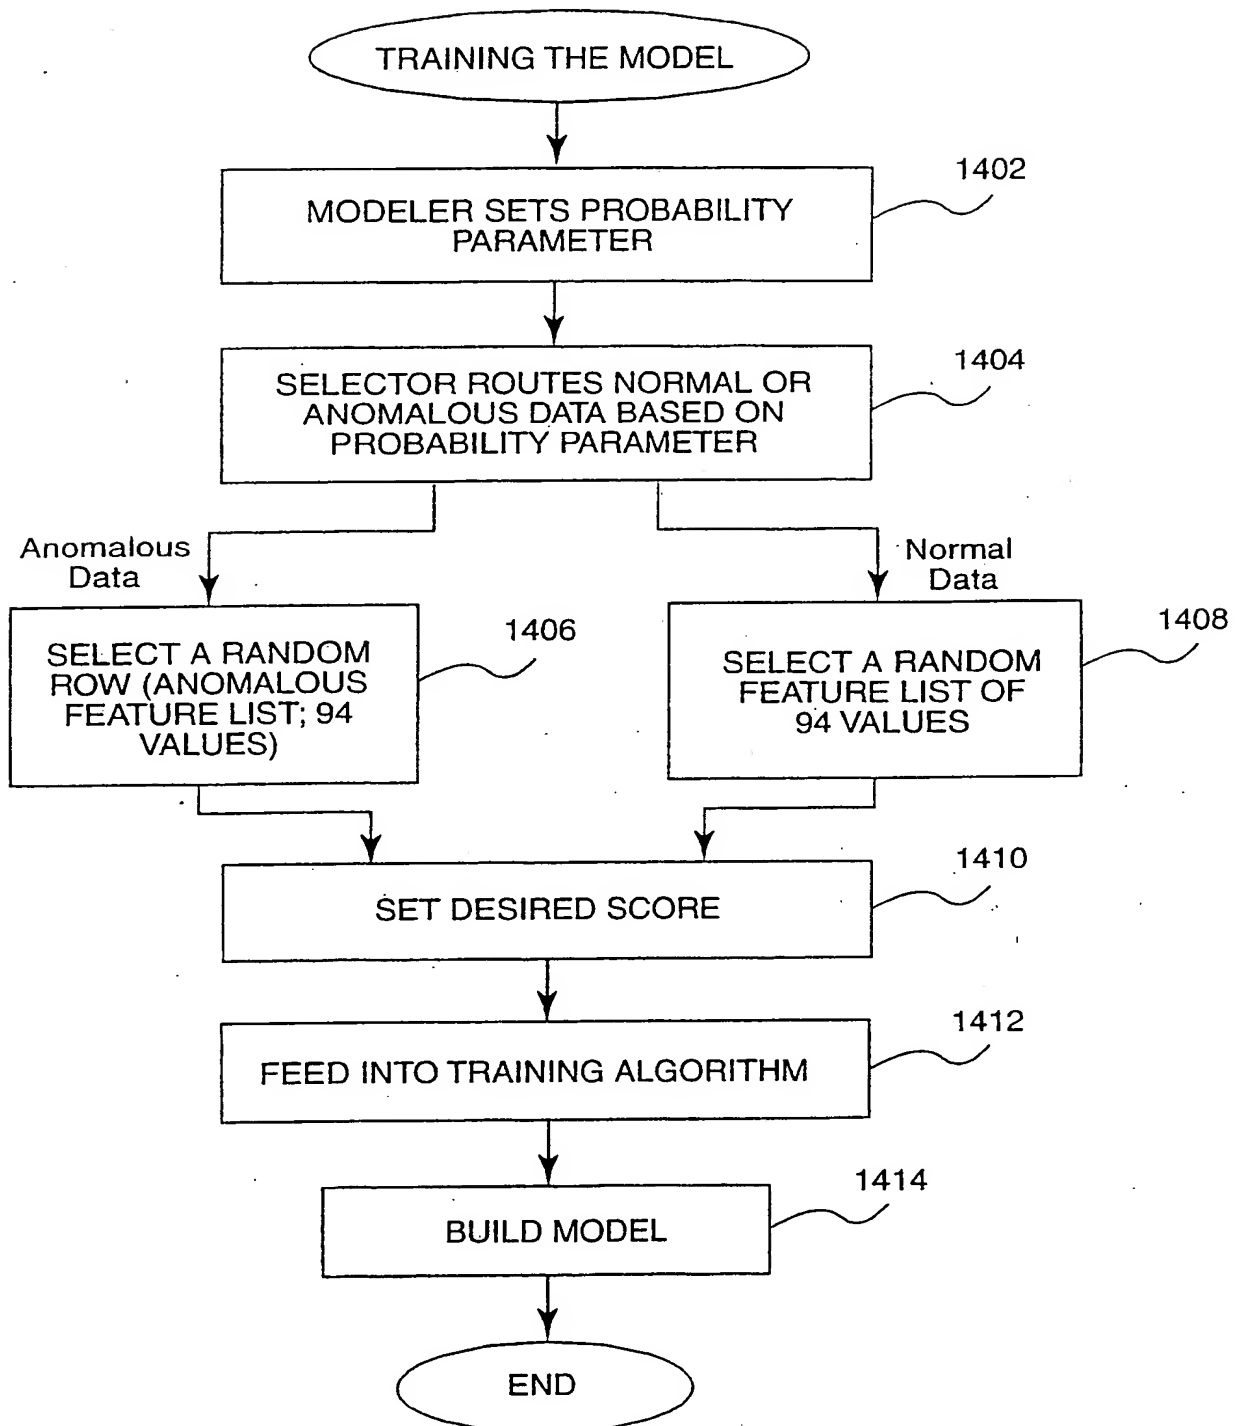 TRAINING THE MODEL
1402
MODELER SETS PROBABILITY
PARAMETER
1404
SELECTOR ROUTES NORMAL OR
ANOMALOUS DATA BASED ON
PROBABILITY PARAMETER
Anomalous
Data
Normal
Data
1406
SELECT A RANDOM
ROW (ANOMALOUS
FEATURE LIST; 94
VALUES)
1408
SELECT A RANDOM
FEATURE LIST OF
94 VALUES
1410
SET DESIRED SCORE
1412
FEED INTO TRAINING ALGORITHM
1414
BUILD MODEL
END